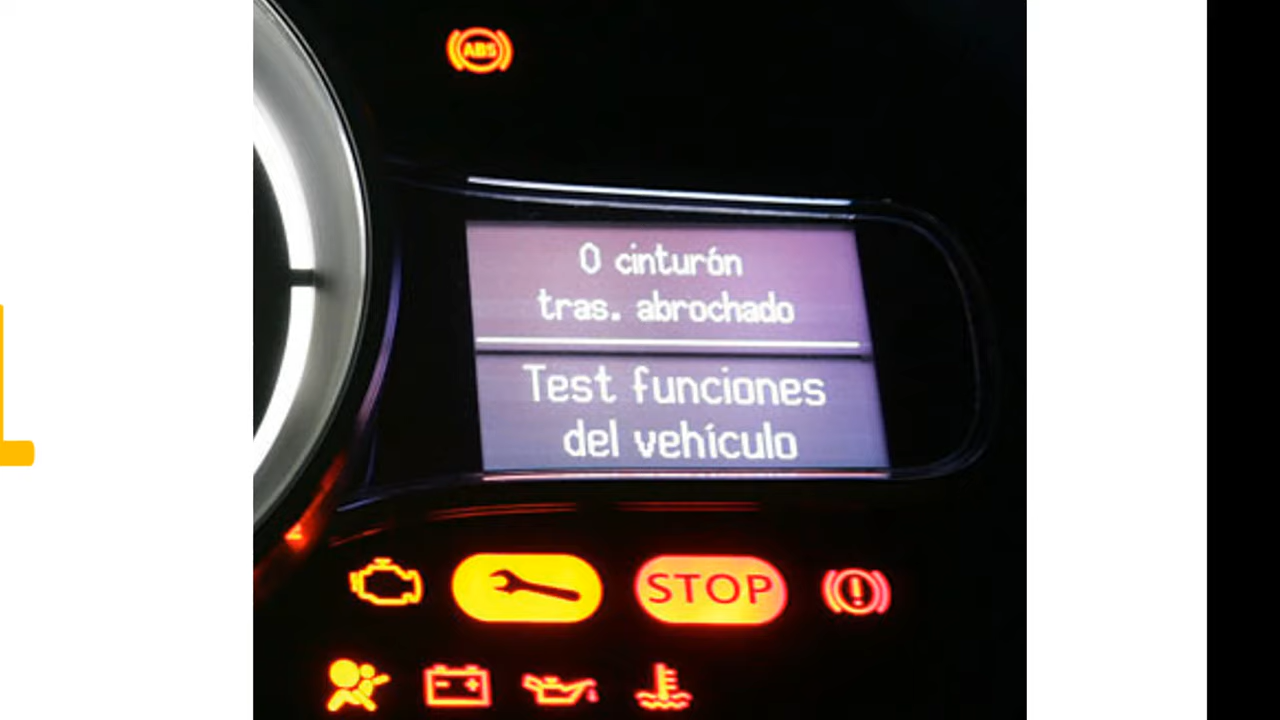 ABS
0 cinturón
tras. abrochado
Test funciones
del vehículo
STOP